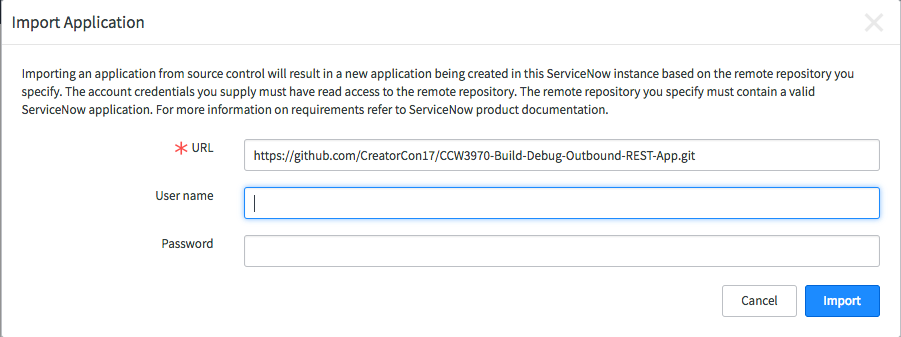 Import Application
Importing an application from source control will result in a new application being created in this ServiceNow instance based on the remote repository you
specify. The account credentials you supply must have read access to the remote repository. The remote repository you specify must contain a valid
ServiceNow application. For more information on requirements refer to ServiceNow product documentation.
URL
https://github.com/CreatorCon17/CCW3970-Build-Debug-Outbound-REST-App.git
User name
Password
Cancel
Import